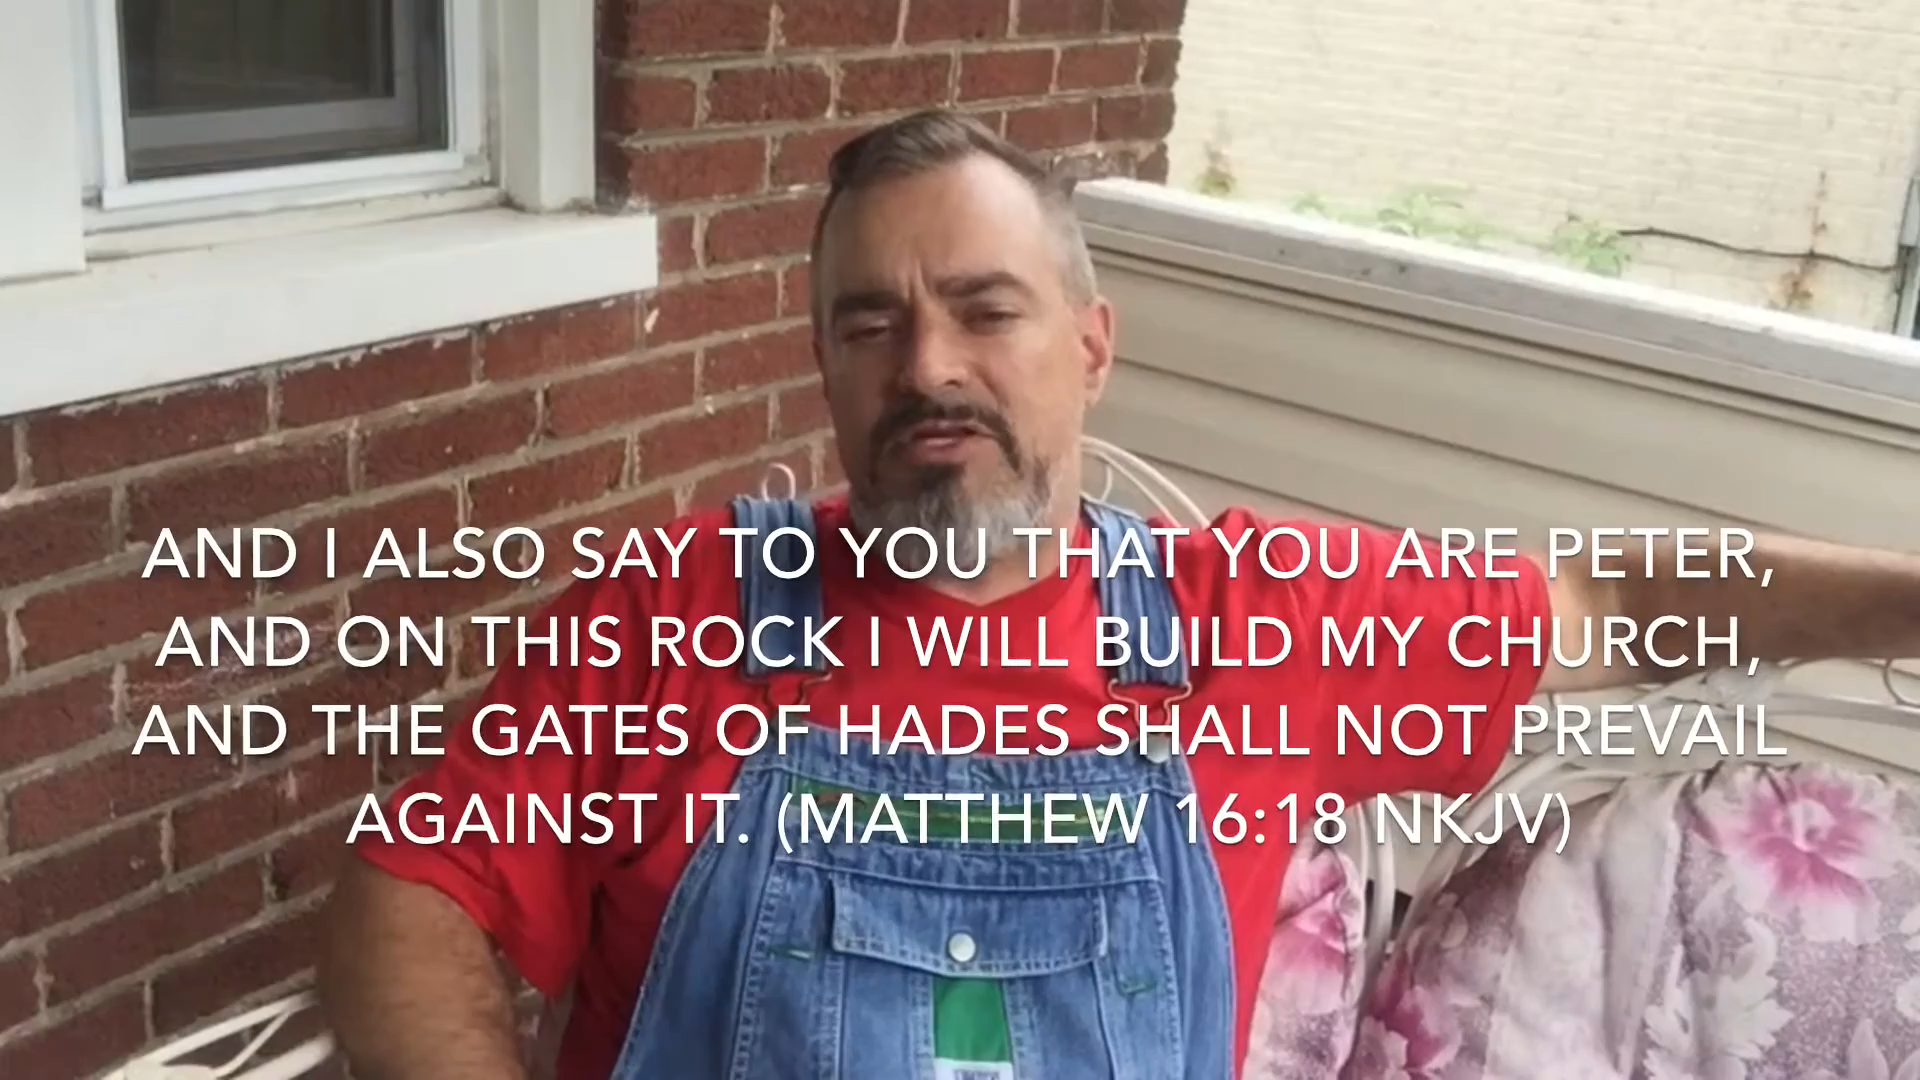 AND I ALSO SAY TO YOU THAT YOU ARE PETER,
AND ON THIS ROCK I WILL BUILD MY CHURCH,
AND THE GATES OF HADES SHALL NOT PREVAIL
AGAINST IT. (MATTHEW 16:18 NKJV)